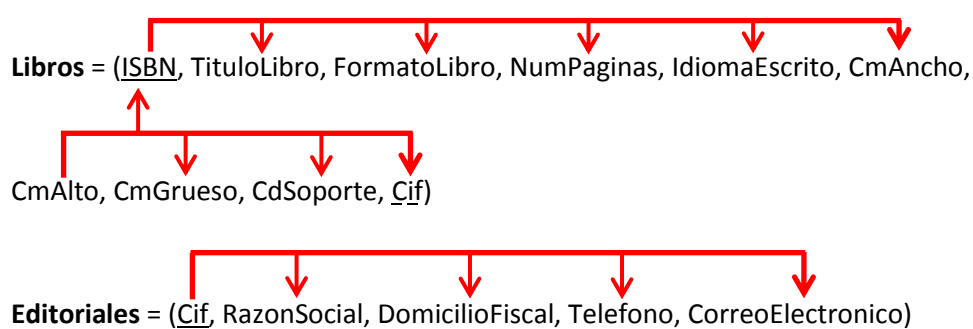 Libros = (ISBN, TituloLibro, FormatoLibro, NumPaginas, IdiomaEscrito, CmAncho,
CmAlto, CmGrueso, CdSoporte, Cif)
Editoriales = (Cif, RazonSocial, DomicilioFiscal, Telefono, CorreoElectronico)